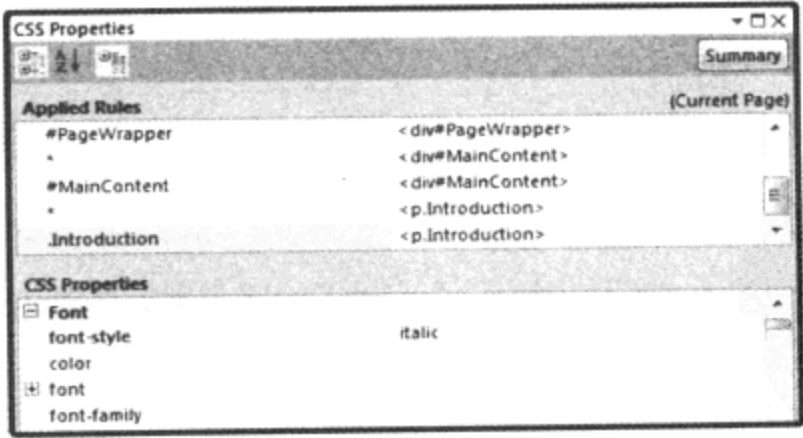 CSS Properties
Summary
Applied Rules (Current Page)
#PageWrapper <div#PageWrapper>
* <div#MainContent>
#MainContent <div#MainContent>
* <p.Introduction>
.Introduction <p.Introduction>
CSS Properties
Font
font-style italic
color
font
font-family